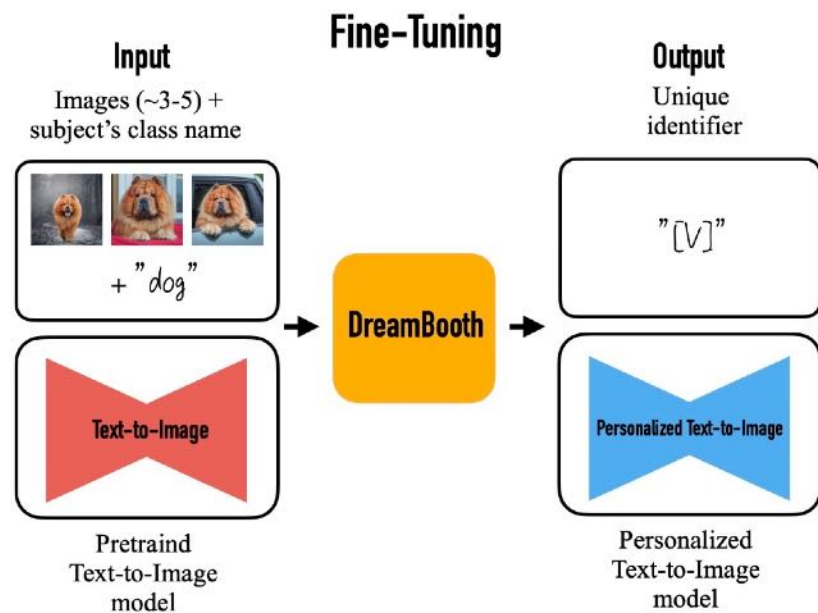 Fine-Tuning
Input
Images (~3-5) +
subject's class name
+ "dog"
Text-to-Image
Pretraind
Text-to-Image
model
DreamBooth
Output
Unique
identifier
"[V]"
Personalized Text-to-Image
Personalized
Text-to-Image
model